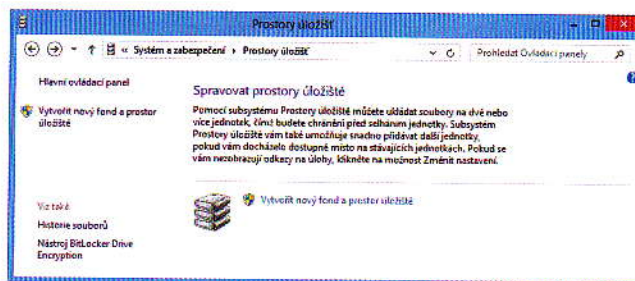 Prostory úložišť
« Systém a zabezpečení › Prostory úložišť
Prohledat Ovládací panely
Hlavní ovládací panel
Vytvořit nový fond a prostor
úložiště
Spravovat prostory úložiště
Pomocí subsystému Prostory úložiště můžete ukládat soubory na dvě nebo
více jednotek, čímž budete chráněni před selháním jednotky. Subsystém
Prostory úložiště vám také umožňuje snadno přidávat další jednotky,
pokud vám docházelo dostupné místo na stávajících jednotkách. Pokud se
vám nezobrazují odkazy na úlohy, klikněte na možnost Změnit nastavení.
Vytvořit nový fond a prostor úložiště
Viz také
Historie souborů
Nástroj BitLocker Drive
Encryption